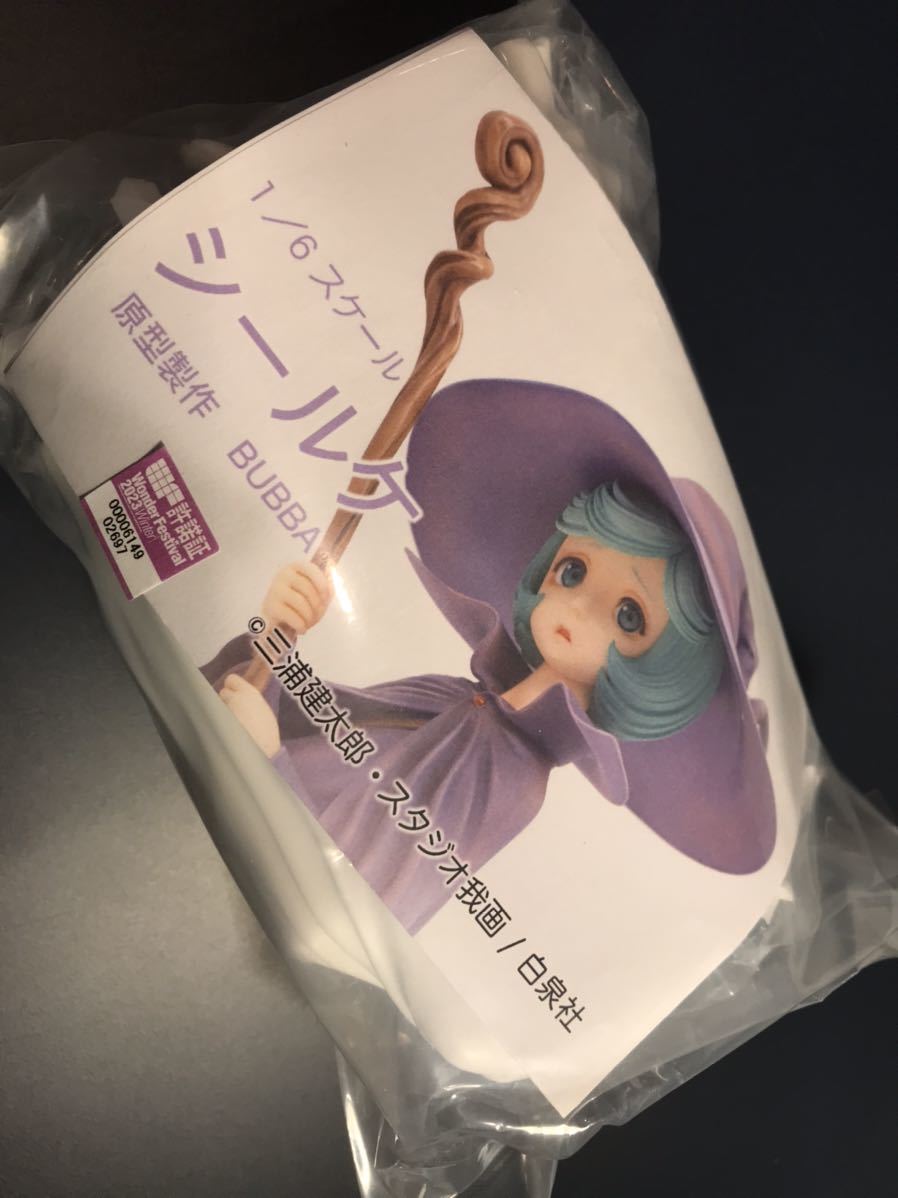 1/6 スケール
シールケ
原型製作 BUBBA
許諾証
Wonder Festival
2023[Winter]
00006149
02697
©三浦建太郎・スタジオ我画/白泉社